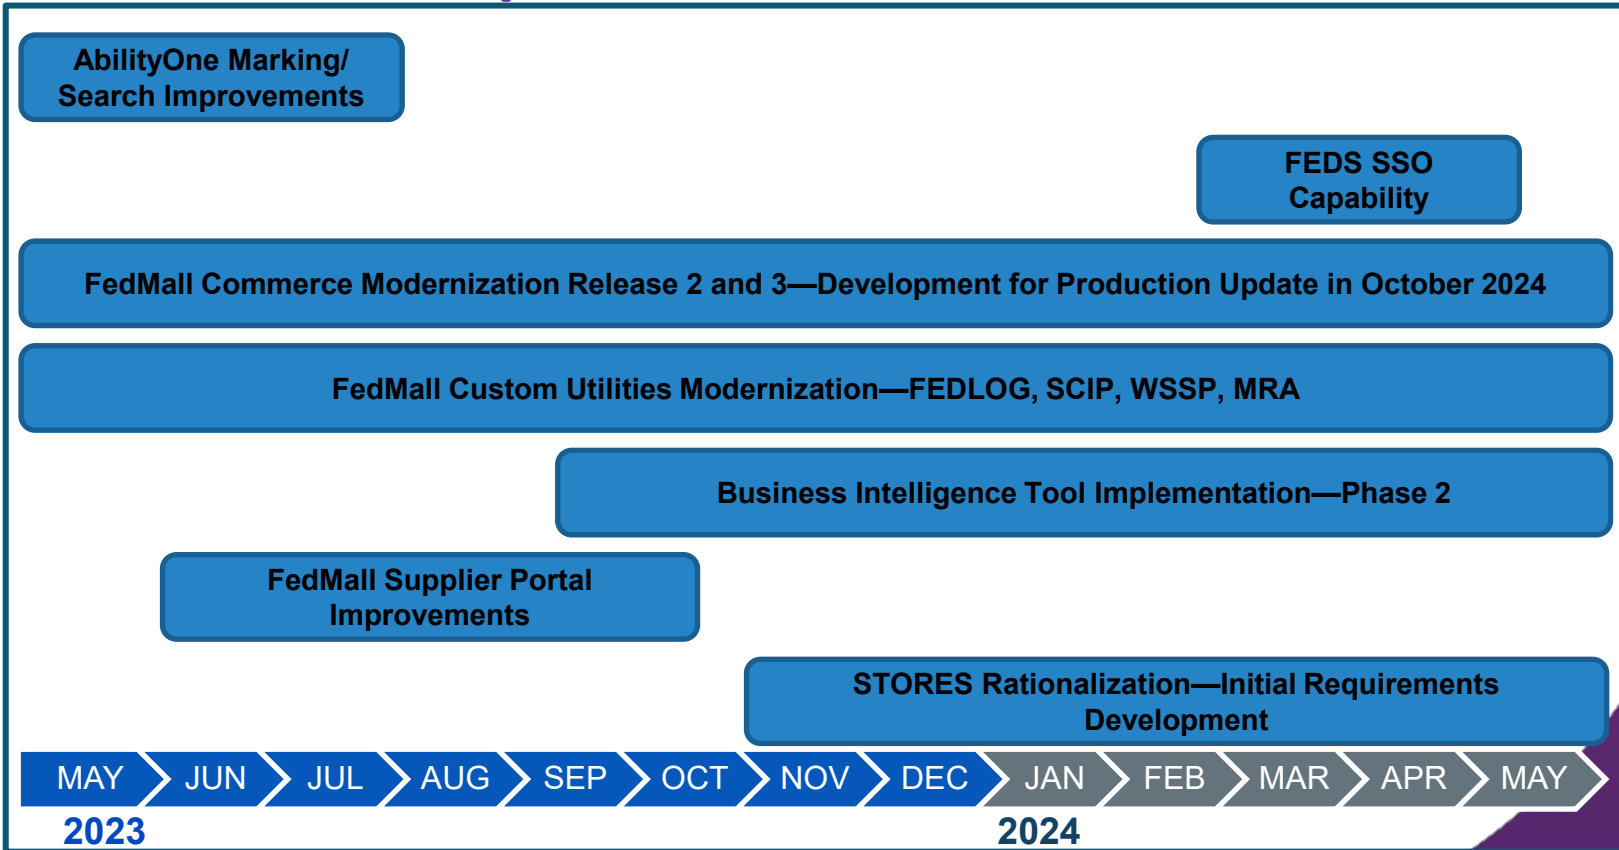 AbilityOne Marking/
Search Improvements
FEDS SSO
Capability
FedMall Commerce Modernization Release 2 and 3—Development for Production Update in October 2024
FedMall Custom Utilities Modernization—FEDLOG, SCIP, WSSP, MRA
Business Intelligence Tool Implementation—Phase 2
FedMall Supplier Portal
Improvements
STORES Rationalization—Initial Requirements
Development
MAY JUN JUL AUG SEP OCT NOV DEC JAN FEB MAR APR MAY
2023 2024